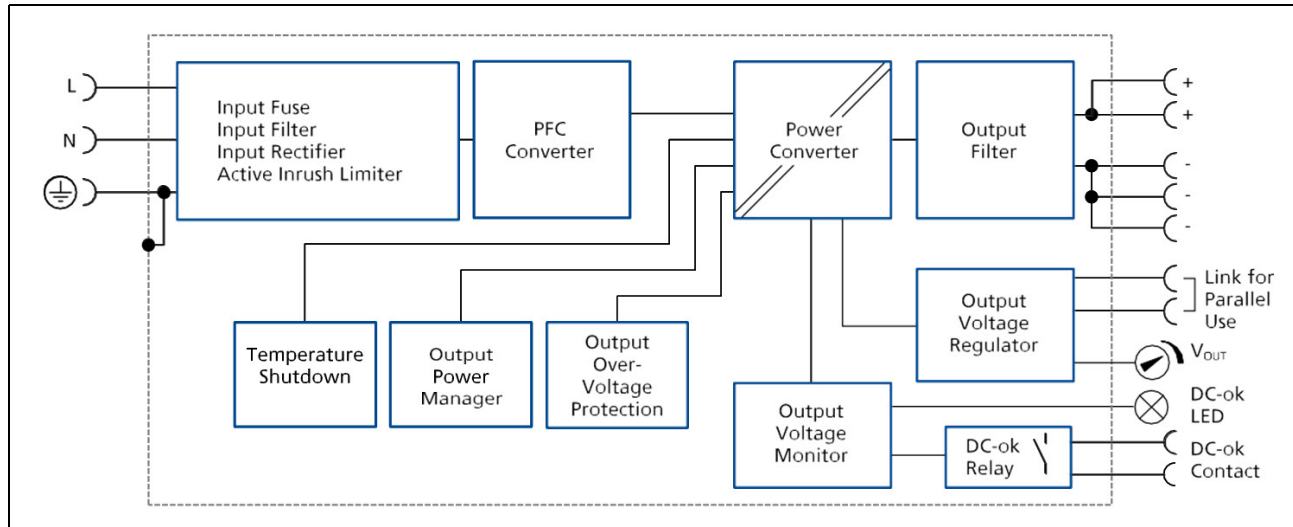 L
N
Input Fuse
Input Filter
Input Rectifier
Active Inrush Limiter
PFC
Converter
Power
Converter
Output
Filter
+
+
-
-
-
Temperature
Shutdown
Output
Power
Manager
Output
Over-
Voltage
Protection
Output
Voltage
Regulator
Link for
Parallel
Use
VOUT
Output
Voltage
Monitor
DC-ok
LED
DC-ok
Relay
DC-ok
Contact